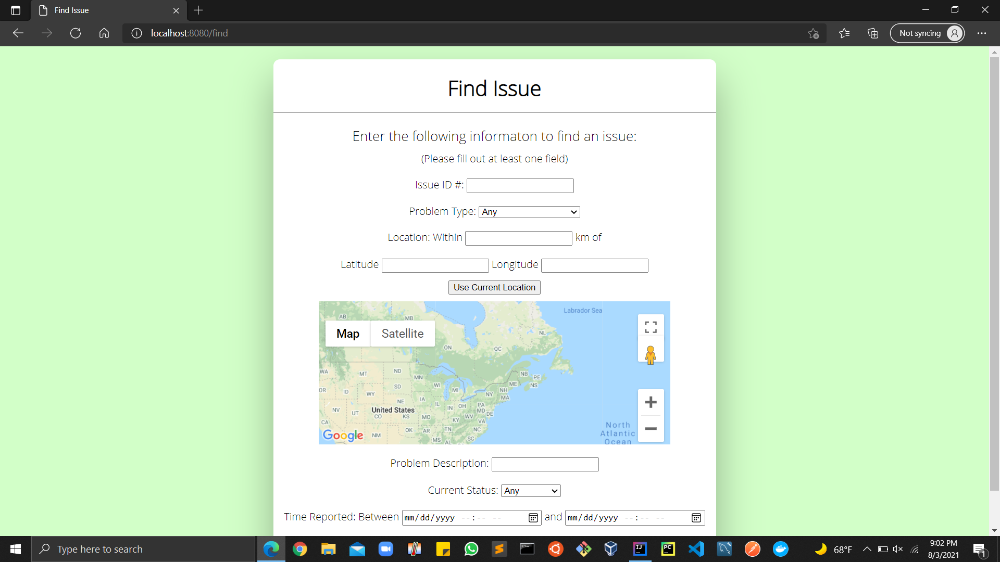 Find Issue
localhost:8080/find
Not syncing
Find Issue
Enter the following informaton to find an issue:
(Please fill out at least one field)
Issue ID #:
Problem Type: Any
Location: Within km of
Latitude Longitude
Use Current Location
Labrador Sea
AB MB
Map Satellite
NL
ON QC
WA MT ND MN NB PE
OR ID WY SD WI MI ME NS
NY NH
MA
NV UT NE IA IL IN OH PA
United States MD DE
CO KS MO KY WV VA
CA
Google NM OK AR TN NC
MS AL SC
North
Atlantic
Ocean
Problem Description:
Current Status: Any
Time Reported: Between mm/dd/yyyy --:-- -- and mm/dd/yyyy --:-- --
Type here to search
IJ
PC
68°F
9:02 PM
8/3/2021
1